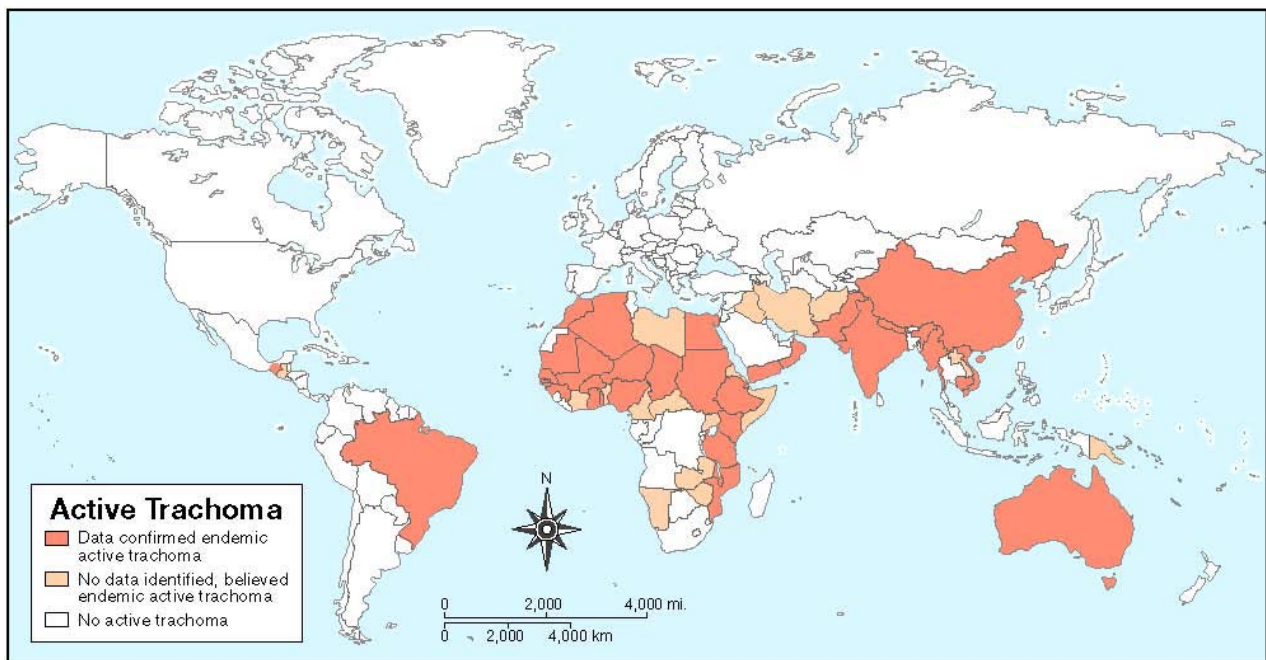 N
Active Trachoma
Data confirmed endemic
active trachoma
No data identified, believed
endemic active trachoma
No active trachoma
0 2,000 4,000 mi.
0 2,000 4,000 km